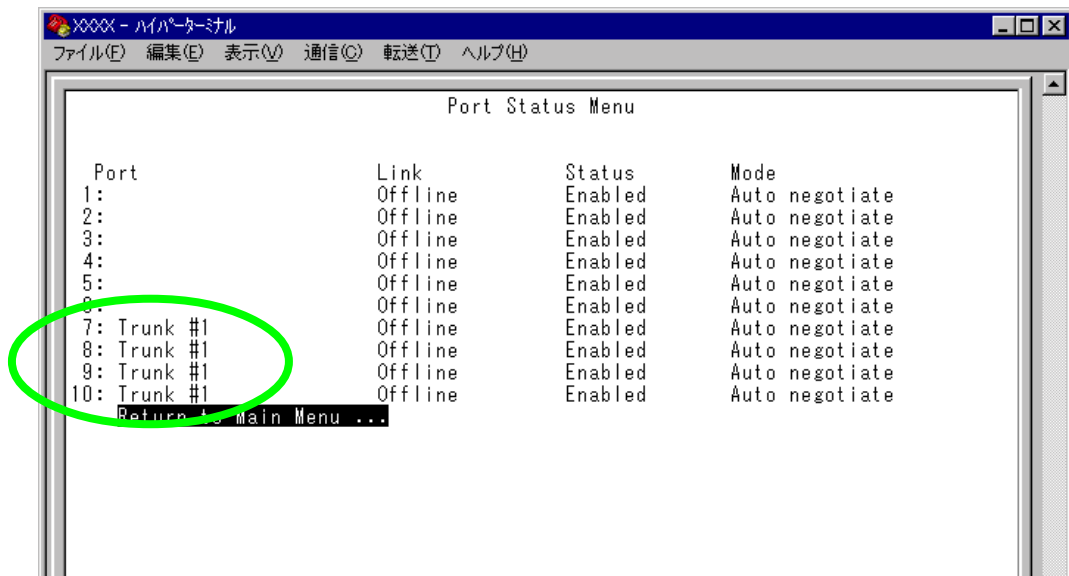 XXXX - ﾊｲﾊﾟｰﾀｰﾐﾅﾙ
ファイル(F) 編集(E) 表示(V) 通信(C) 転送(T) ヘルプ(H)
Port Status Menu
Port Link Status Mode
1: Offline Enabled Auto negotiate
2: Offline Enabled Auto negotiate
3: Offline Enabled Auto negotiate
4: Offline Enabled Auto negotiate
5: Offline Enabled Auto negotiate
6: Offline Enabled Auto negotiate
7: Trunk #1 Offline Enabled Auto negotiate
8: Trunk #1 Offline Enabled Auto negotiate
9: Trunk #1 Offline Enabled Auto negotiate
10: Trunk #1 Offline Enabled Auto negotiate
Return to Main Menu ...